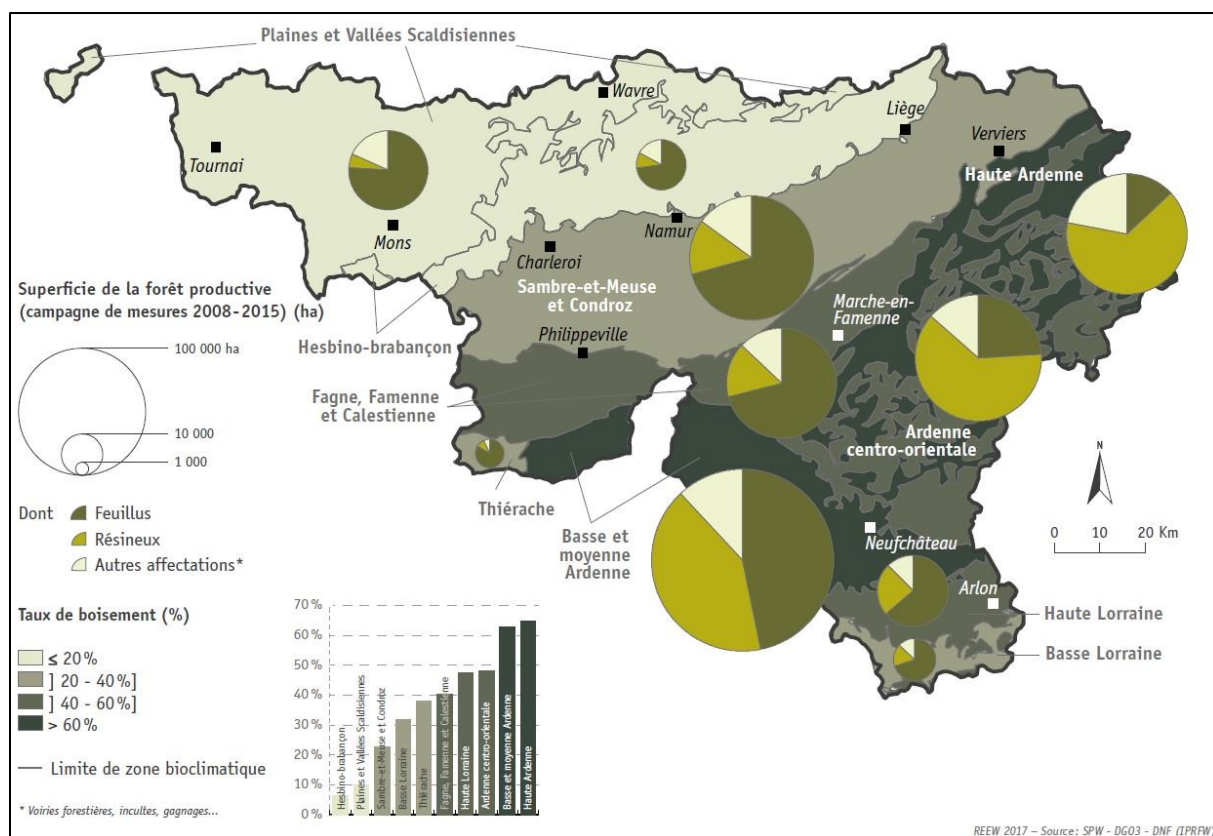 Plaines et Vallées Scaldisiennes
Wavre
Liège
Tournai
Verviers
Haute Ardenne
Mons
Namur
Charleroi
Sambre-et-Meuse
et Condroz
Marche-en-
Famenne
Philippeville
Hesbino-brabançon
Fagne, Famenne
et Calestienne
Ardenne
centro-orientale
Thiérache
Basse et
moyenne
Ardenne
Neufchâteau
Arlon
Haute Lorraine
Basse Lorraine
N
0 10 20 Km
Superficie de la forêt productive
(campagne de mesures 2008-2015) (ha)
100 000 ha
10 000
1 000
Dont
Feuillus
Résineux
Autres affectations*
Taux de boisement (%)
≤ 20 %
] 20 - 40 %]
] 40 - 60 %]
> 60 %
Limite de zone bioclimatique
* Voiries forestières, incultes, gagnages...
70 %
60 %
50 %
40 %
30 %
20 %
10 %
0 %
Hesbino-brabançon
Plaines et Vallées Scaldisiennes
Sambre-et-Meuse et Condroz
Basse Lorraine
Thiérache
Fagne, Famenne et Calestienne
Haute Lorraine
Ardenne centro-orientale
Basse et moyenne Ardenne
Haute Ardenne
REEW 2017 – Source: SPW - DGO3 - DNF (IPRFW)